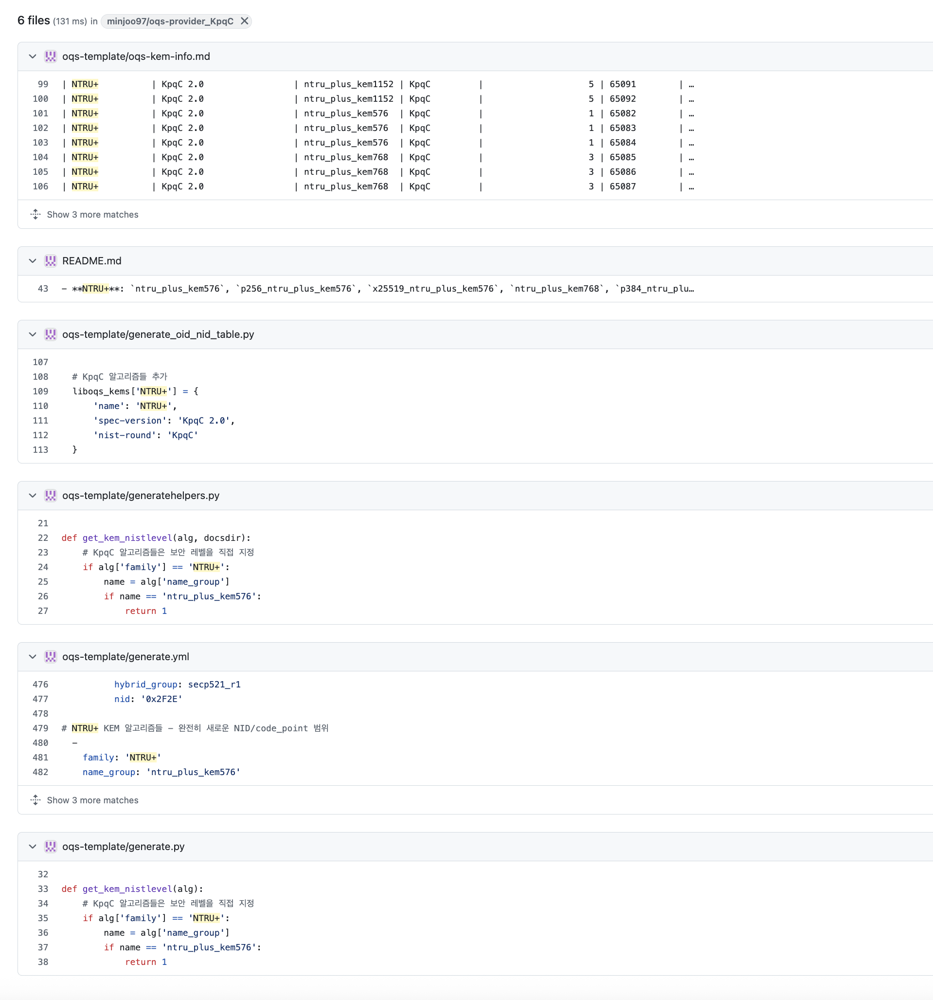 6 files (131 ms) in minjoo97/oqs-provider_KpqC
oqs-template/oqs-kem-info.md
99 | NTRU+ | KpqC 2.0 | ntru_plus_kem1152 | KpqC | 5 | 65091 | …
100 | NTRU+ | KpqC 2.0 | ntru_plus_kem1152 | KpqC | 5 | 65092 | …
101 | NTRU+ | KpqC 2.0 | ntru_plus_kem576 | KpqC | 1 | 65082 | …
102 | NTRU+ | KpqC 2.0 | ntru_plus_kem576 | KpqC | 1 | 65083 | …
103 | NTRU+ | KpqC 2.0 | ntru_plus_kem576 | KpqC | 1 | 65084 | …
104 | NTRU+ | KpqC 2.0 | ntru_plus_kem768 | KpqC | 3 | 65085 | …
105 | NTRU+ | KpqC 2.0 | ntru_plus_kem768 | KpqC | 3 | 65086 | …
106 | NTRU+ | KpqC 2.0 | ntru_plus_kem768 | KpqC | 3 | 65087 | …
Show 3 more matches
README.md
43 - **NTRU+**: `ntru_plus_kem576`, `p256_ntru_plus_kem576`, `x25519_ntru_plus_kem576`, `ntru_plus_kem768`, `p384_ntru_plu…
oqs-template/generate_oid_nid_table.py
107
108 # KpqC 알고리즘들 추가
109 liboqs_kems['NTRU+'] = {
110 'name': 'NTRU+',
111 'spec-version': 'KpqC 2.0',
112 'nist-round': 'KpqC'
113 }
oqs-template/generatehelpers.py
21
22 def get_kem_nistlevel(alg, docsdir):
23 # KpqC 알고리즘들은 보안 레벨을 직접 지정
24 if alg['family'] == 'NTRU+':
25 name = alg['name_group']
26 if name == 'ntru_plus_kem576':
27 return 1
oqs-template/generate.yml
476 hybrid_group: secp521_r1
477 nid: '0x2F2E'
478
479 # NTRU+ KEM 알고리즘들 - 완전히 새로운 NID/code_point 범위
480 -
481 family: 'NTRU+'
482 name_group: 'ntru_plus_kem576'
Show 3 more matches
oqs-template/generate.py
32
33 def get_kem_nistlevel(alg):
34 # KpqC 알고리즘들은 보안 레벨을 직접 지정
35 if alg['family'] == 'NTRU+':
36 name = alg['name_group']
37 if name == 'ntru_plus_kem576':
38 return 1